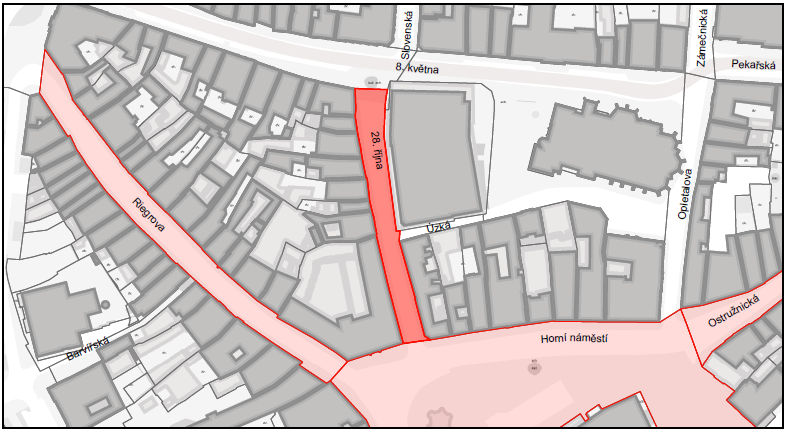 Slovenská
Zámečnická
8. května
Pekařská
28. října
Riegrova
Opletalova
Úzká
Ostružnická
Horní náměstí
Barvířská